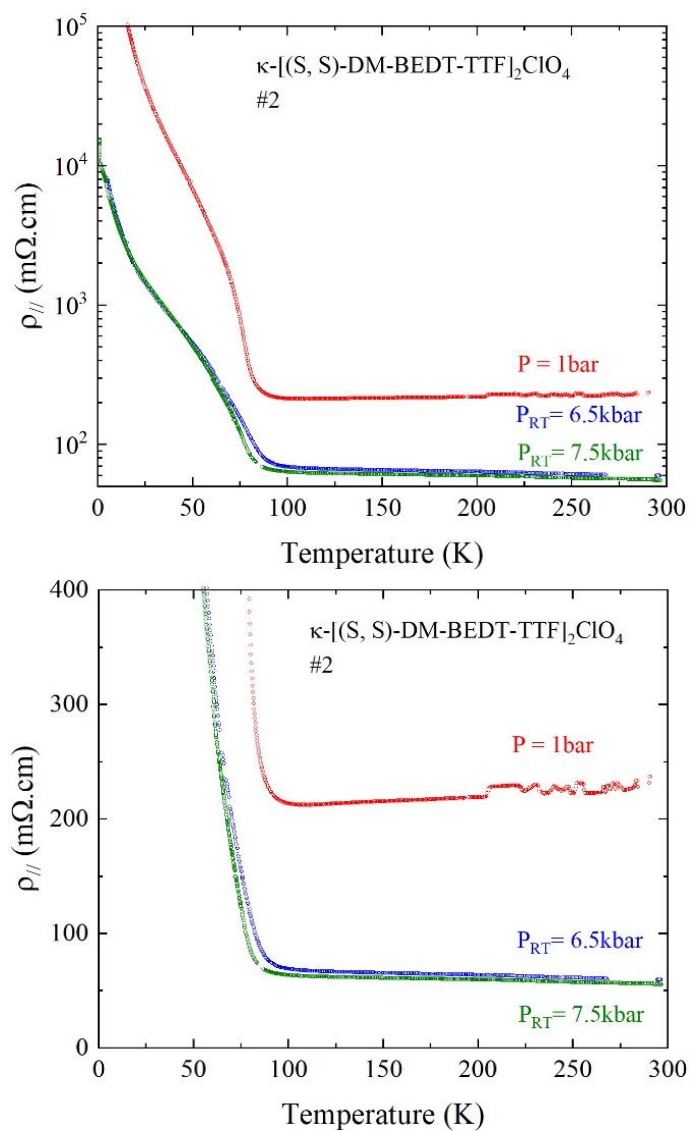 10⁵
κ-[(S, S)-DM-BEDT-TTF]₂ClO₄
#2
10⁴
ρ// (mΩ.cm)
10³
P = 1bar
P_RT= 6.5kbar
10²
P_RT= 7.5kbar
0 50 100 150 200 250 300
Temperature (K)
400
κ-[(S, S)-DM-BEDT-TTF]₂ClO₄
#2
300
P = 1bar
ρ// (mΩ.cm)
200
100
P_RT= 6.5kbar
P_RT= 7.5kbar
0
0 50 100 150 200 250 300
Temperature (K)